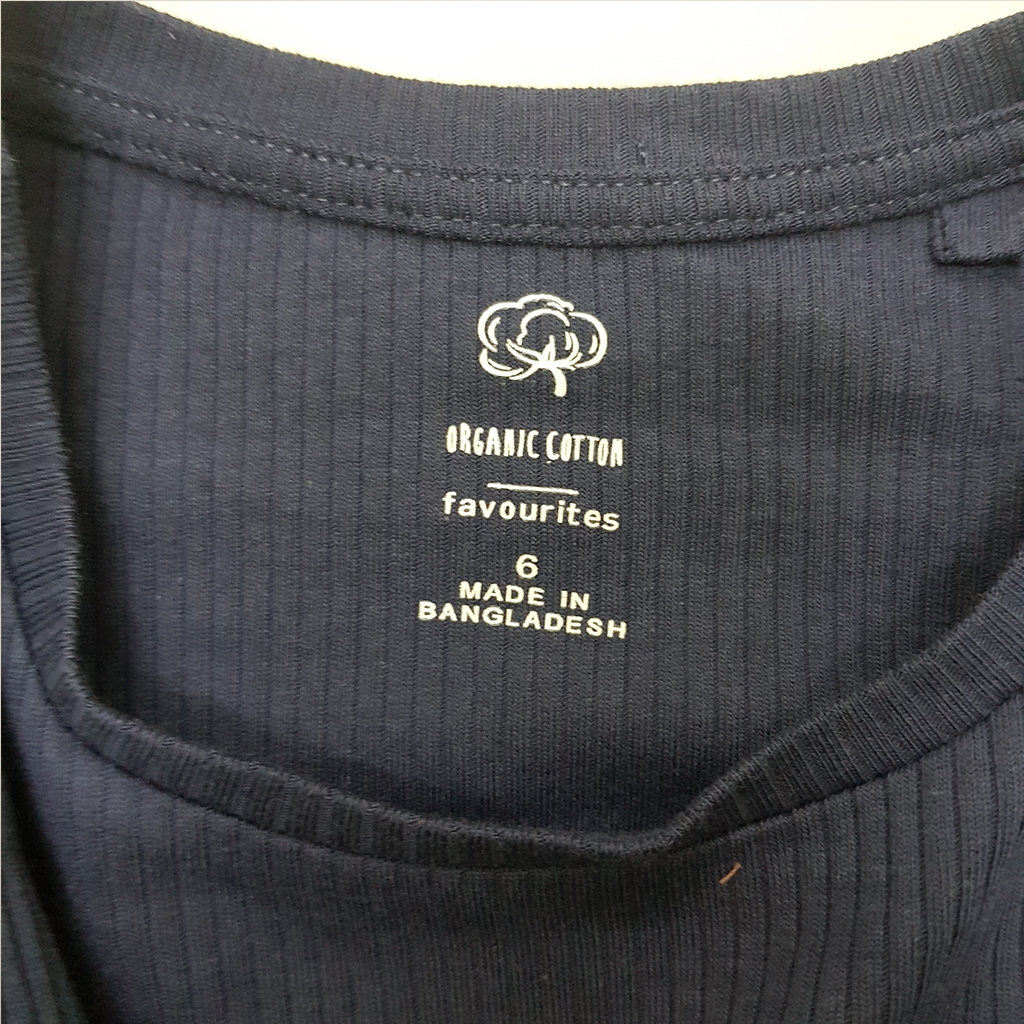 ORGANIC COTTON
favourites
6
MADE IN
BANGLADESH